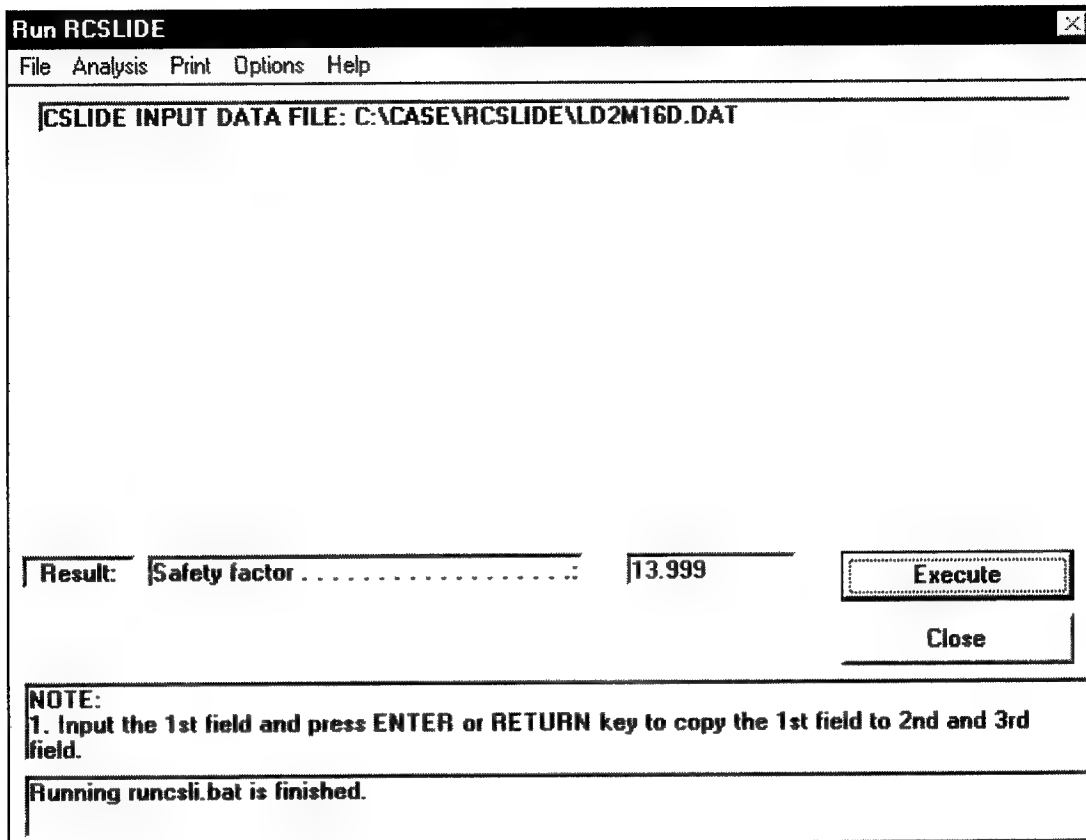 Run RCSLIDE
File Analysis Print Options Help
CSLIDE INPUT DATA FILE: C:\CASE\RCSLIDE\LD2M16D.DAT
Result: Safety factor . . . . . . . . . . . . . . . . . .: 13.999
Execute
Close
NOTE:
1. Input the 1st field and press ENTER or RETURN key to copy the 1st field to 2nd and 3rd
field.
Running runcsli.bat is finished.